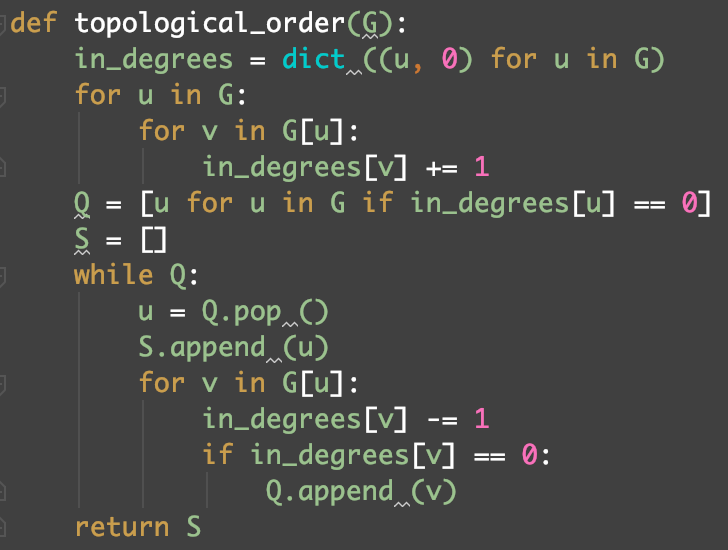 def topological_order(G):
    in_degrees = dict ((u, 0) for u in G)
    for u in G:
        for v in G[u]:
            in_degrees[v] += 1
    Q = [u for u in G if in_degrees[u] == 0]
    S = []
    while Q:
        u = Q.pop ()
        S.append (u)
        for v in G[u]:
            in_degrees[v] -= 1
            if in_degrees[v] == 0:
                Q.append (v)
    return S